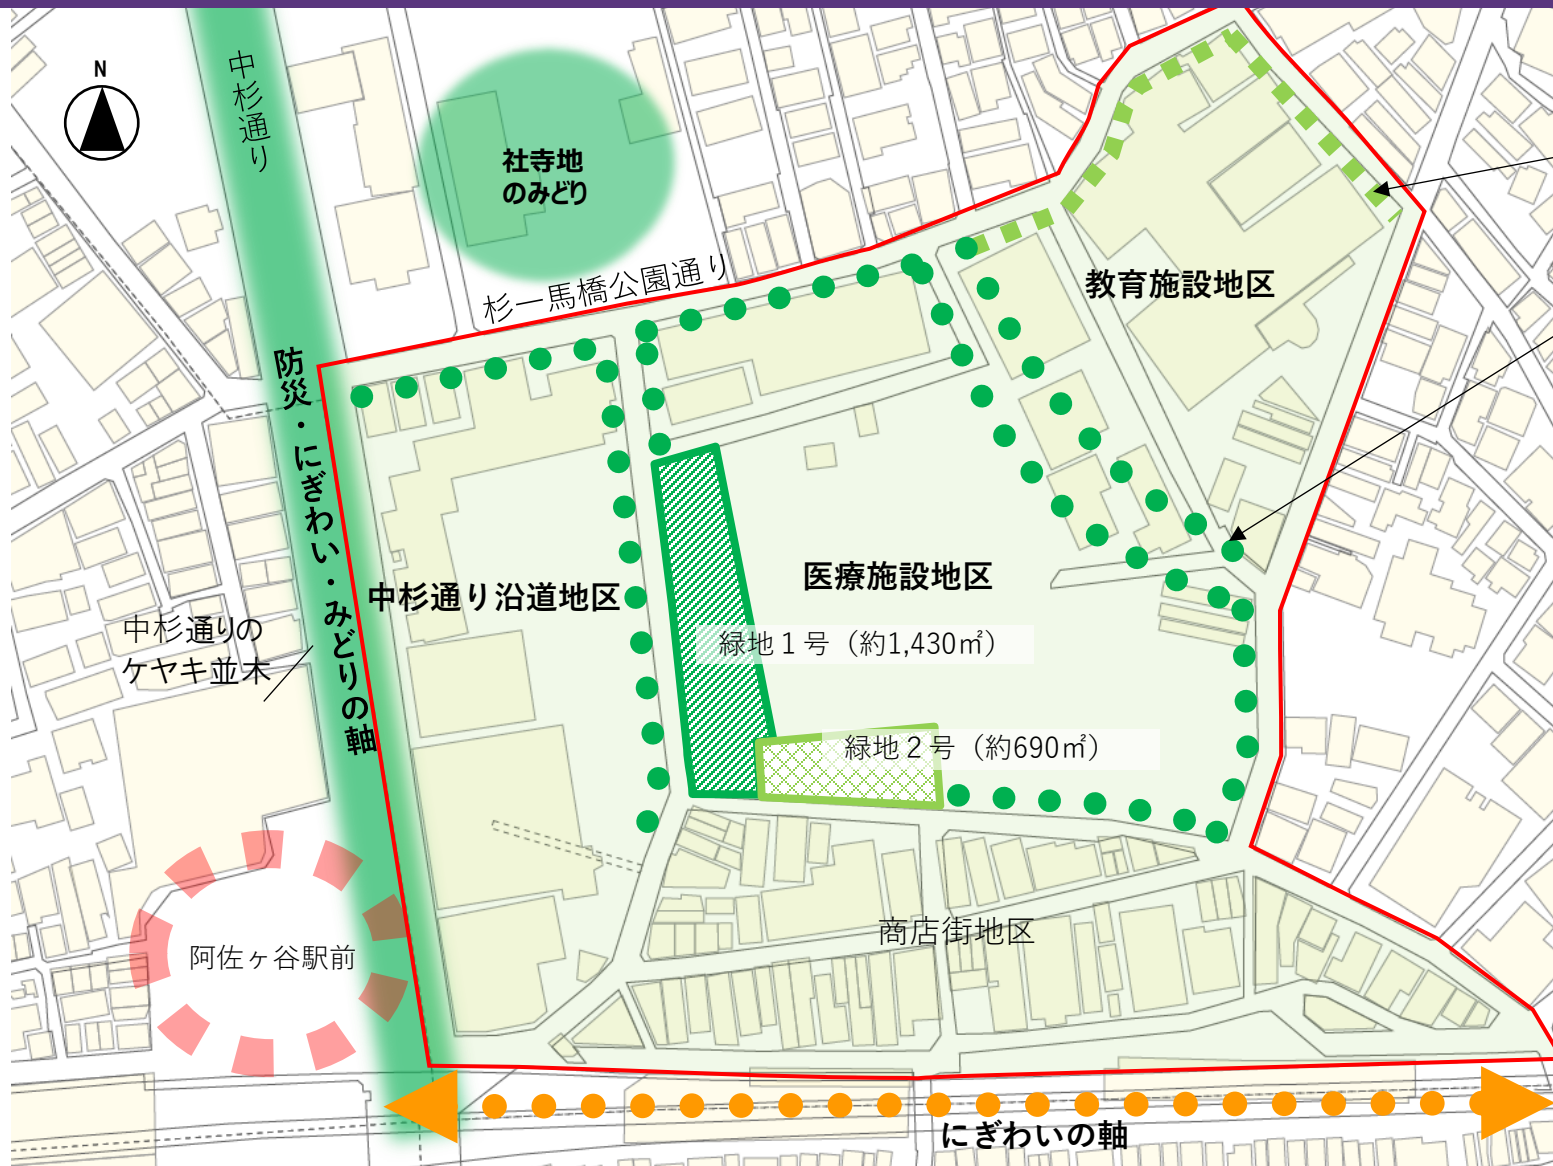 N
中杉通り
社寺地
のみどり
杉一馬橋公園通り
教育施設地区
防災・にぎわい・みどりの軸
中杉通り沿道地区
医療施設地区
中杉通りの
ケヤキ並木
緑地１号（約1,430㎡）
緑地２号（約690㎡）
商店街地区
阿佐ヶ谷駅前
にぎわいの軸